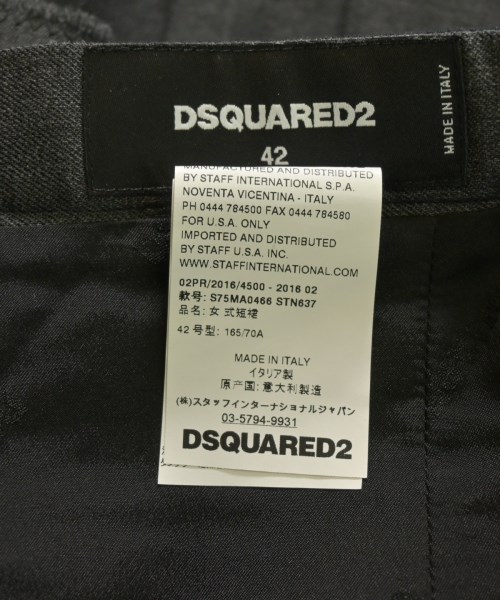 DSQUARED2
42
MADE IN ITALY
MANUFACTURED AND DISTRIBUTED
BY STAFF INTERNATIONAL S.P.A.
NOVENTA VICENTINA - ITALY
PH 0444 784500 FAX 0444 784580
FOR U.S.A. ONLY
IMPORTED AND DISTRIBUTED
BY STAFF U.S.A. INC.
WWW.STAFFINTERNATIONAL.COM
02PR/2016/4500 - 2016 02
款号: S75MA0466 STN637
品名: 女 式短裙
42 号型: 165/70A
MADE IN ITALY
イタリア製
原产国: 意大利製造
(株)スタッフインターナショナルジャパン
03-5794-9931
DSQUARED2